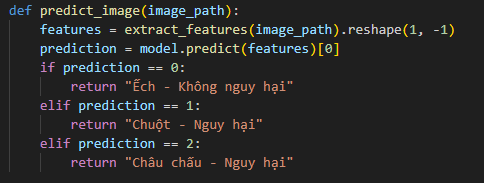 def predict_image(image_path):
    features = extract_features(image_path).reshape(1, -1)
    prediction = model.predict(features)[0]
    if prediction == 0:
        return "Ếch - Không nguy hại"
    elif prediction == 1:
        return "Chuột - Nguy hại"
    elif prediction == 2:
        return "Châu chấu - Nguy hại"